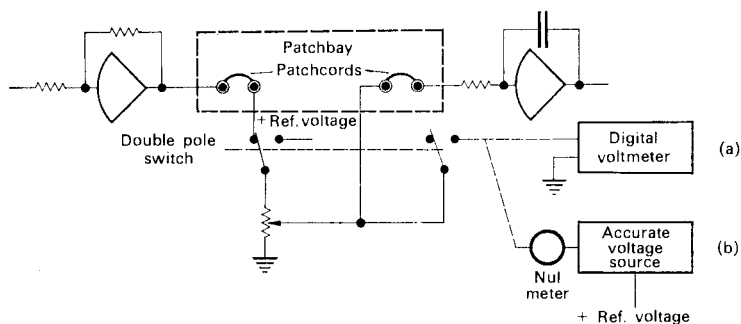 Patchbay
Patchcords
+ Ref. voltage
Double pole
switch
Digital
voltmeter
(a)
Accurate
voltage
source
(b)
Nul
meter
+ Ref. voltage